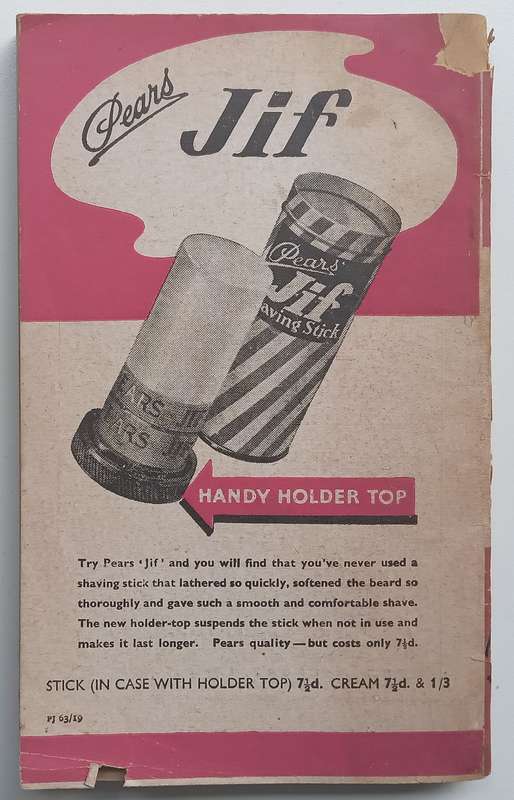 Pears
Jif
Pears
Jif
aving Stick
EARS JIF
EARS JIF
HANDY HOLDER TOP
Try Pears ‘Jif’ and you will find that you've never used a
shaving stick that lathered so quickly, softened the beard so
thoroughly and gave such a smooth and comfortable shave.
The new holder-top suspends the stick when not in use and
makes it last longer. Pears quality — but costs only 7½d.
STICK (IN CASE WITH HOLDER TOP) 7½d. CREAM 7½d. & 1/3
PJ 63/19